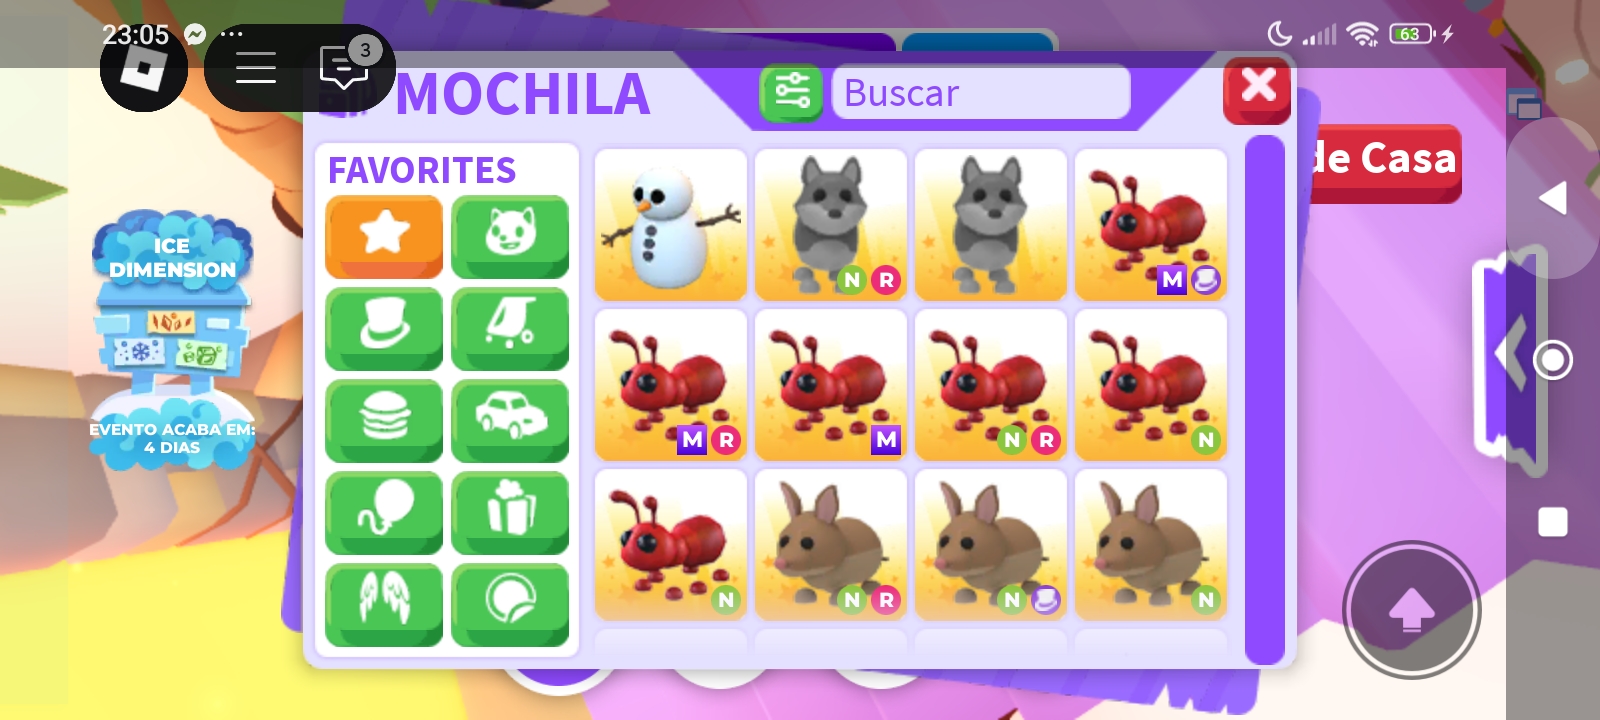 23:05
63
3
MOCHILA
Buscar
de Casa
FAVORITES
ICE
DIMENSION
EVENTO ACABA EM:
4 DIAS
N R
M
M R
M
N R
N
N
N R
N
N